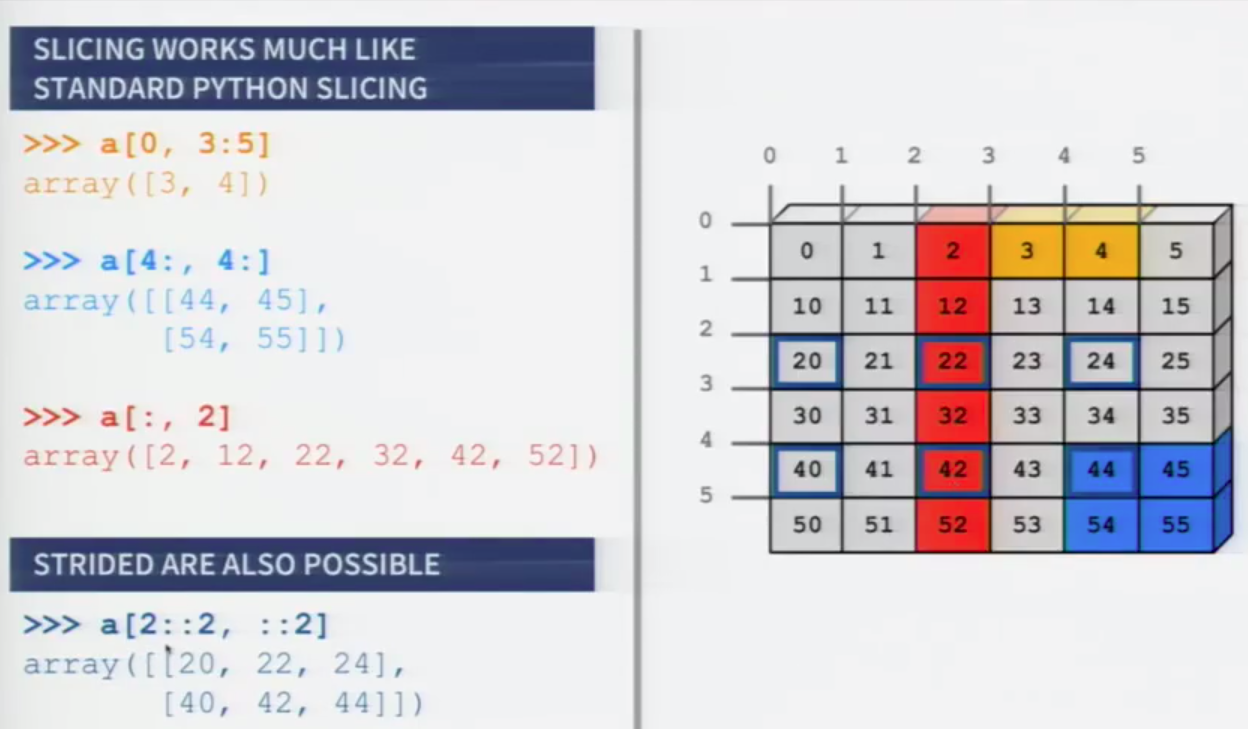 SLICING WORKS MUCH LIKE
STANDARD PYTHON SLICING
>>> a[0, 3:5]
array([3, 4])
>>> a[4:, 4:]
array([[44, 45],
[54, 55]])
>>> a[:, 2]
array([2, 12, 22, 32, 42, 52])
STRIDED ARE ALSO POSSIBLE
>>> a[2::2, ::2]
array([[20, 22, 24],
[40, 42, 44]])
0 1 2 3 4 5
0
0 1 2 3 4 5
1
10 11 12 13 14 15
2
20 21 22 23 24 25
3
30 31 32 33 34 35
4
40 41 42 43 44 45
5
50 51 52 53 54 55